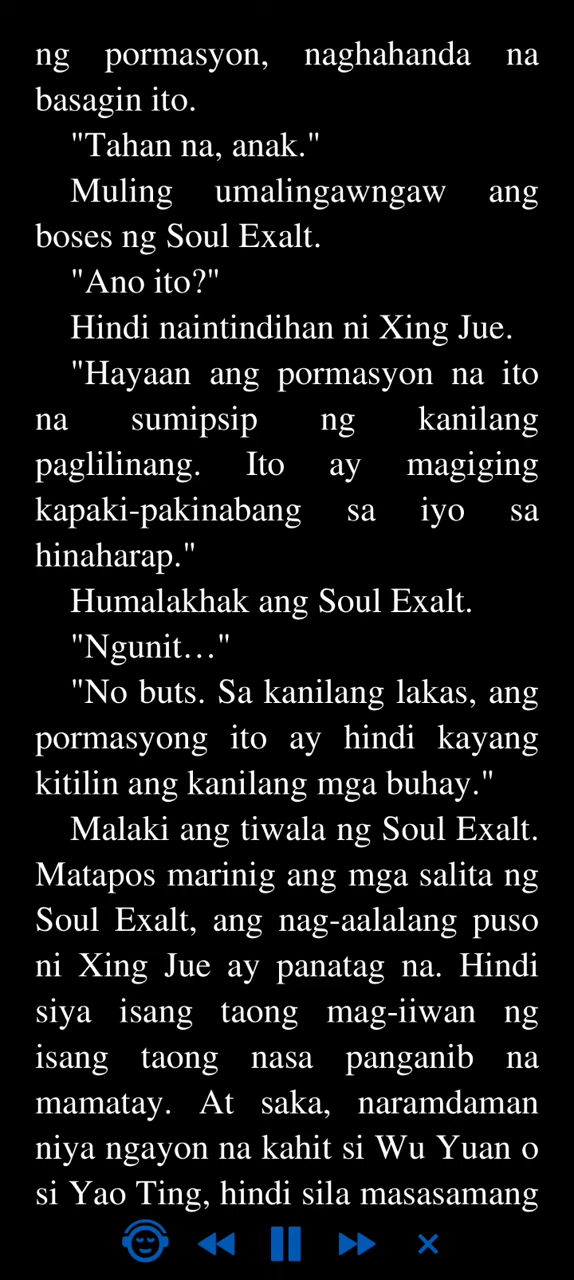 ng pormasyon, naghahanda na
basagin ito.
"Tahan na, anak."
Muling umalingawngaw ang
boses ng Soul Exalt.
"Ano ito?"
Hindi naintindihan ni Xing Jue.
"Hayaan ang pormasyon na ito
na sumipsip ng kanilang
paglilinang. Ito ay magiging
kapaki-pakinabang sa iyo sa
hinaharap."
Humalakhak ang Soul Exalt.
"Ngunit…"
"No buts. Sa kanilang lakas, ang
pormasyong ito ay hindi kayang
kitilin ang kanilang mga buhay."
Malaki ang tiwala ng Soul Exalt.
Matapos marinig ang mga salita ng
Soul Exalt, ang nag-aalalang puso
ni Xing Jue ay panatag na. Hindi
siya isang taong mag-iiwan ng
isang taong nasa panganib na
mamatay. At saka, naramdaman
niya ngayon na kahit si Wu Yuan o
si Yao Ting, hindi sila masasamang